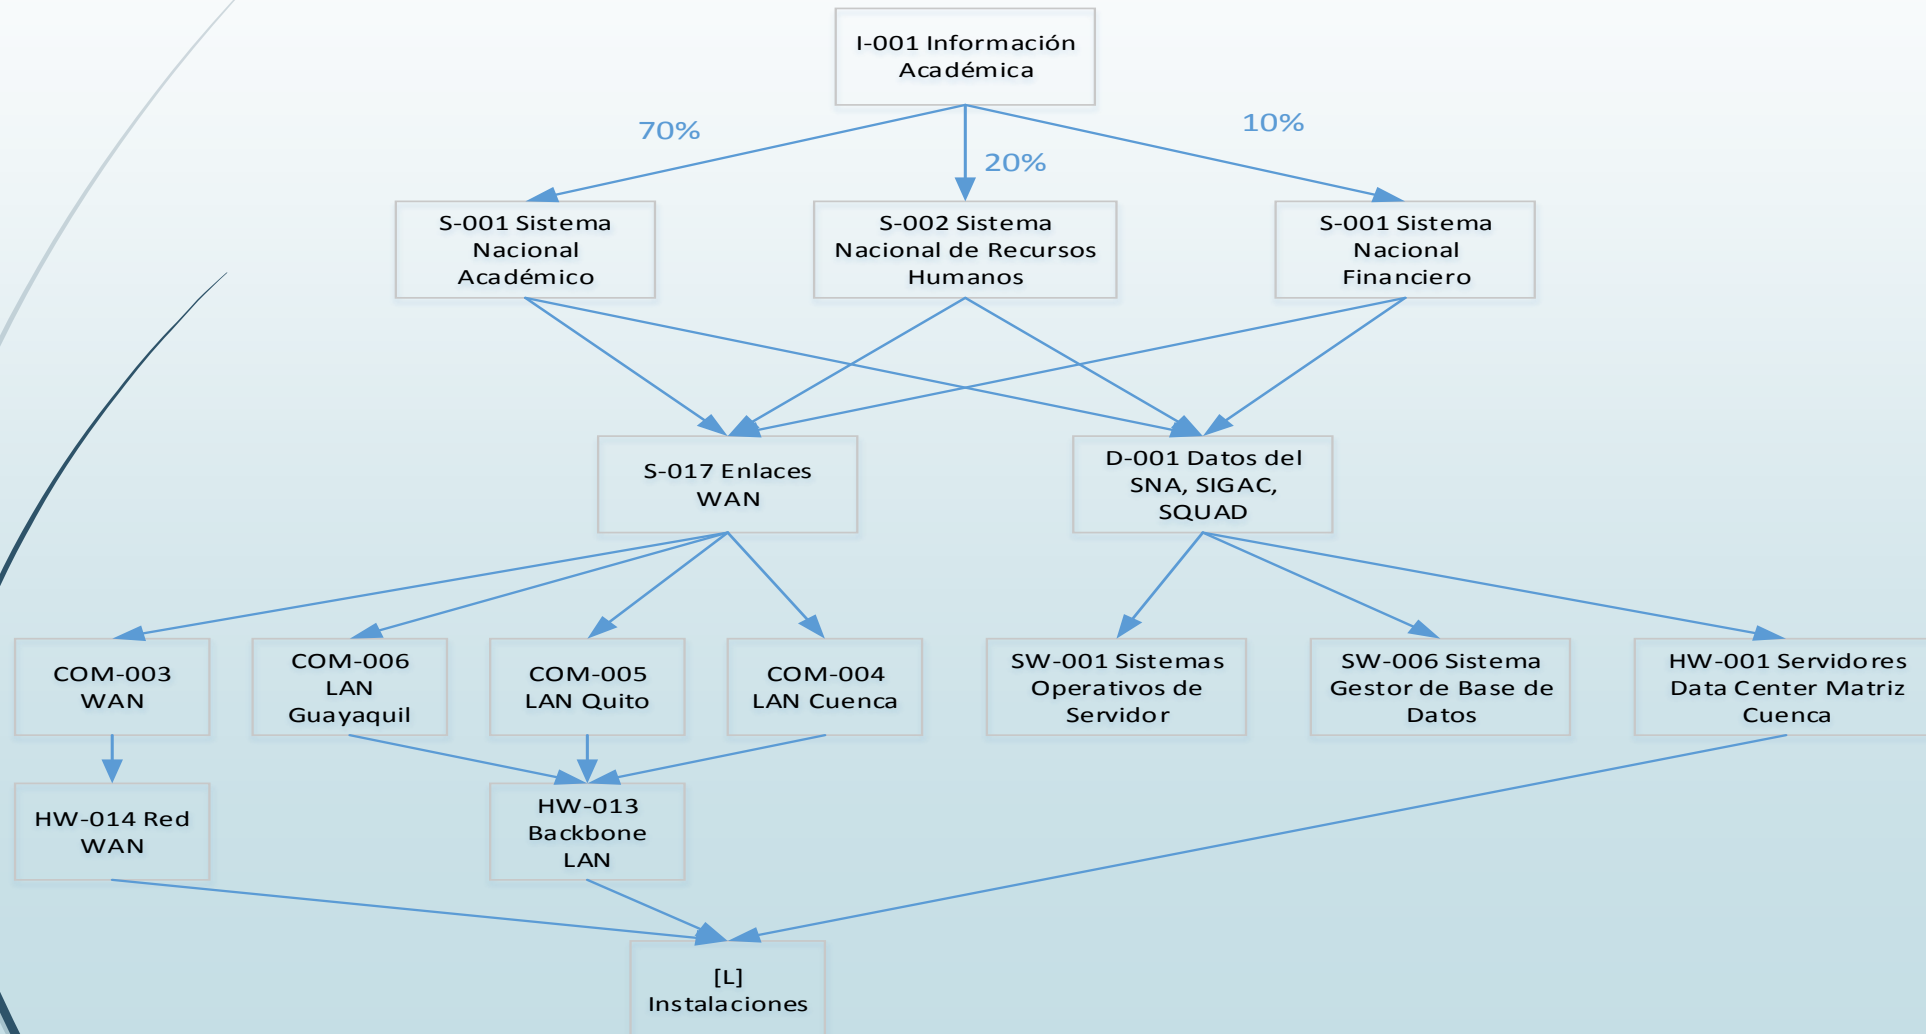 I-001 Información
Académica
70%
10%
20%
S-001 Sistema
Nacional
Académico
S-002 Sistema
Nacional de Recursos
Humanos
S-001 Sistema
Nacional
Financiero
S-017 Enlaces
WAN
D-001 Datos del
SNA, SIGAC,
SQUAD
COM-003
WAN
COM-006
LAN
Guayaquil
COM-005
LAN Quito
COM-004
LAN Cuenca
SW-001 Sistemas
Operativos de
Servidor
SW-006 Sistema
Gestor de Base de
Datos
HW-001 Servidores
Data Center Matriz
Cuenca
HW-014 Red
WAN
HW-013
Backbone
LAN
[L]
Instalaciones